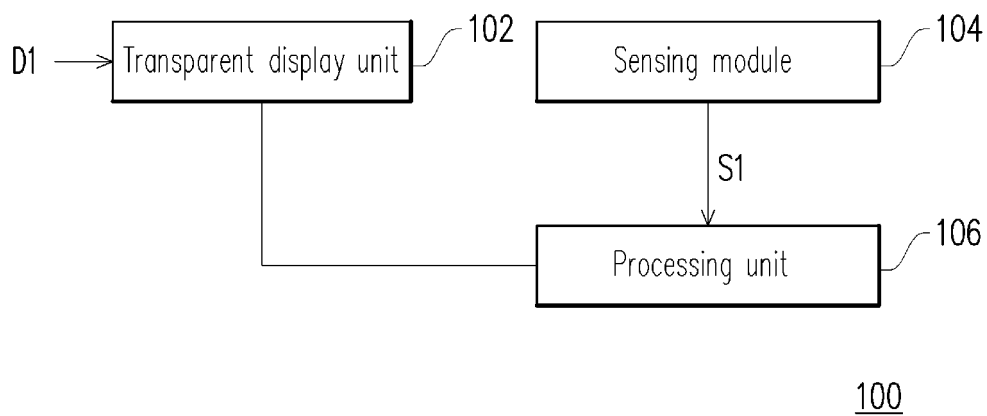 D1
Transparent display unit
102
Sensing module
104
S1
Processing unit
106
100